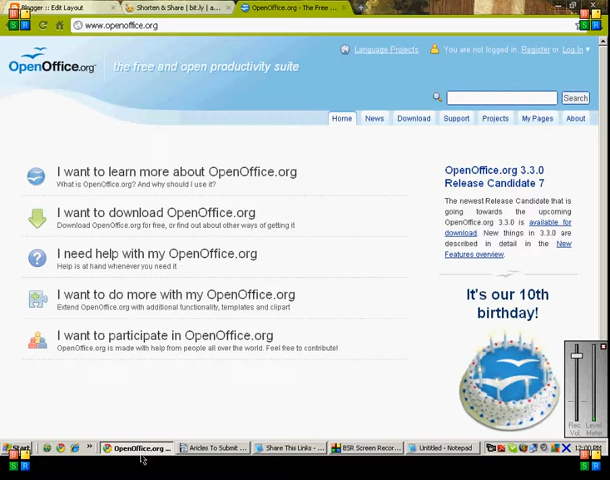 Blogger :: Edit Layout
Shorten & Share | bit.ly | a ...
OpenOffice.org - The Free ...
www.openoffice.org
Language Projects
You are not logged in Register or Log In
OpenOffice.org
the free and open productivity suite
Search
Home
News
Download
Support
Projects
My Pages
About
I want to learn more about OpenOffice.org
What is OpenOffice.org? And why should I use it?
I want to download OpenOffice.org
Download OpenOffice.org for free, or find out about other ways of getting it
I need help with my OpenOffice.org
Help is at hand whenever you need it
I want to do more with my OpenOffice.org
Extend OpenOffice.org with additional functionality, templates and clipart
I want to participate in OpenOffice.org
OpenOffice.org is made with help from people all over the world. Feel free to contribute!
OpenOffice.org 3.3.0
Release Candidate 7
The newest Release Candidate that is
going towards the upcoming
OpenOffice.org 3.3.0 is available for
download. New things in 3.3.0 are
described in detail in the New
Features overview.
It's our 10th
birthday!
Rec Vol
Level Meter
Start
OpenOffice.org ...
Aricles To Submit ...
Share This Links - ...
BSR Screen Recor...
Untitled - Notepad
12:00 PM
B
S R
B
S R
B
S R
B
S R